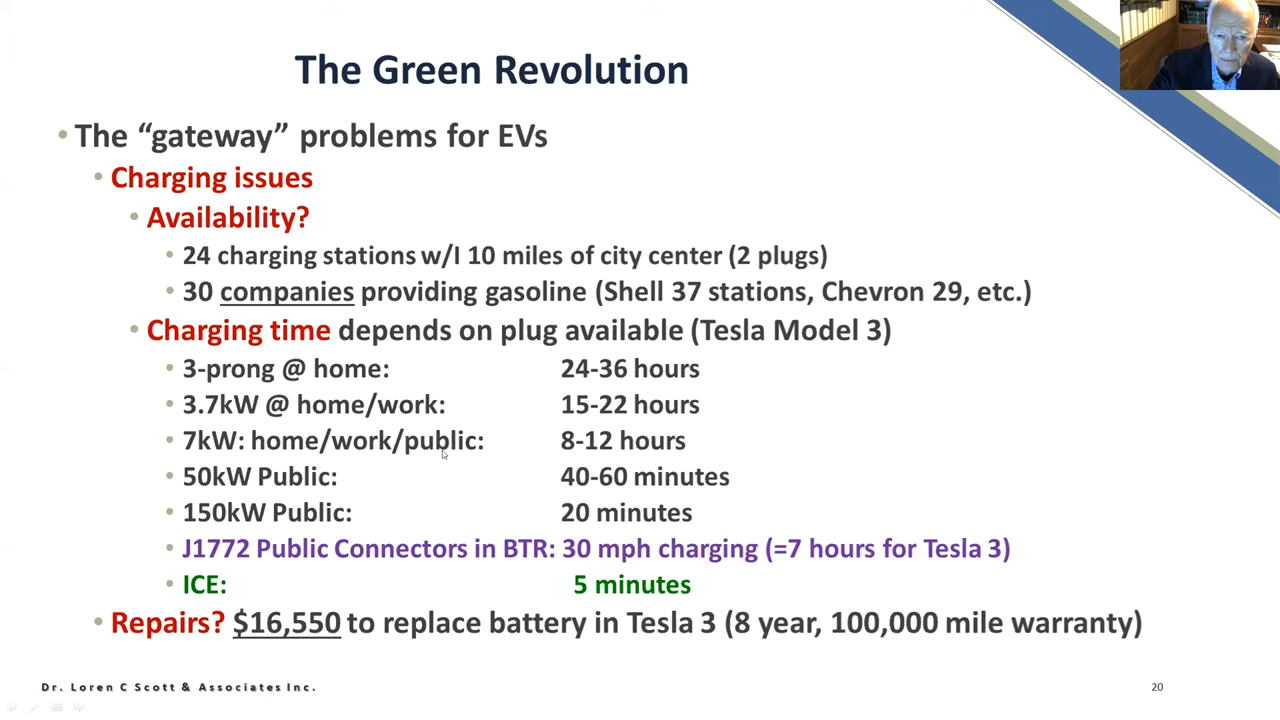 The Green Revolution
• The “gateway” problems for EVs
• Charging issues
• Availability?
• 24 charging stations w/I 10 miles of city center (2 plugs)
• 30 companies providing gasoline (Shell 37 stations, Chevron 29, etc.)
• Charging time depends on plug available (Tesla Model 3)
• 3-prong @ home: 24-36 hours
• 3.7kW @ home/work: 15-22 hours
• 7kW: home/work/public: 8-12 hours
• 50kW Public: 40-60 minutes
• 150kW Public: 20 minutes
• J1772 Public Connectors in BTR: 30 mph charging (=7 hours for Tesla 3)
• ICE: 5 minutes
• Repairs? $16,550 to replace battery in Tesla 3 (8 year, 100,000 mile warranty)
Dr. Loren C Scott & Associates Inc. 20